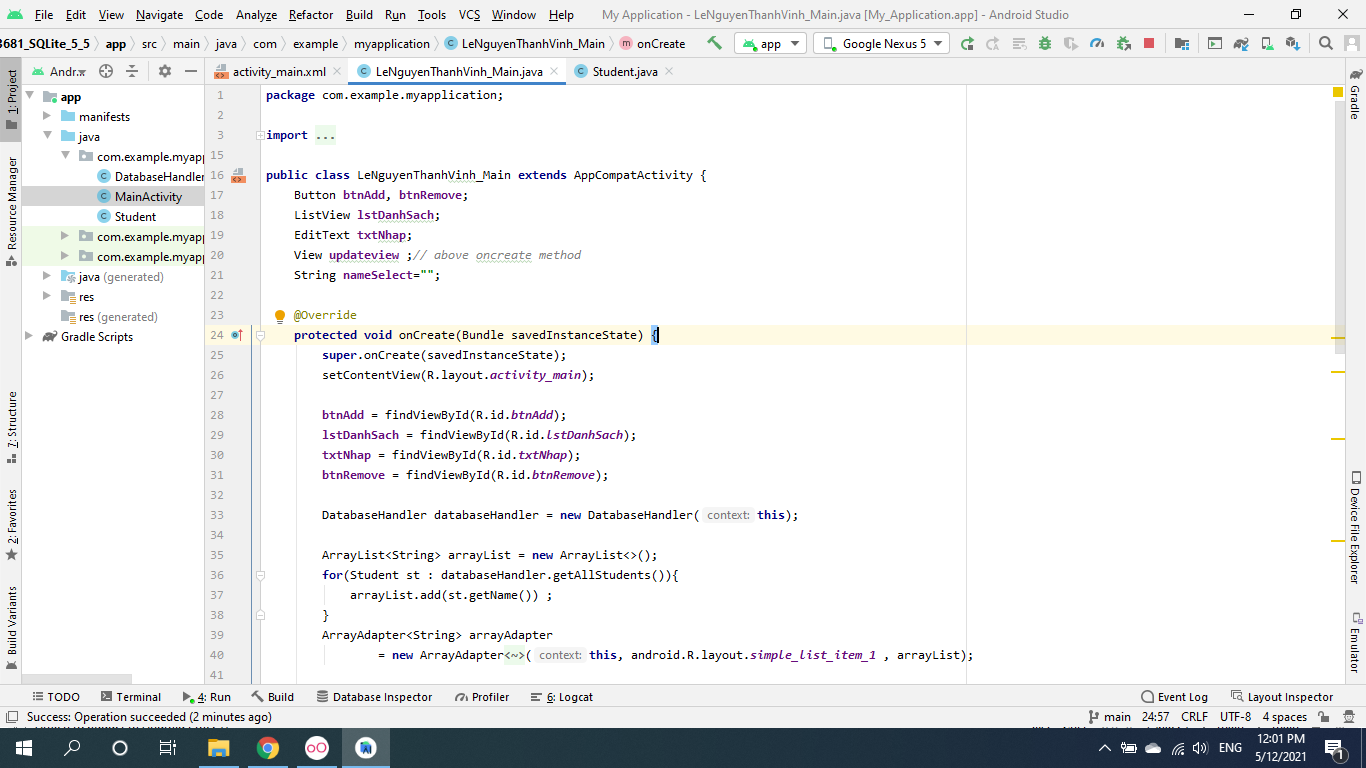 File Edit View Navigate Code Analyze Refactor Build Run Tools VCS Window Help My Application - LeNguyenThanhVinh_Main.java [My_Application.app] - Android Studio
3681_SQLite_5_5 app src main java com example myapplication LeNguyenThanhVinh_Main onCreate app Google Nexus 5
Andr... activity_main.xml LeNguyenThanhVinh_Main.java Student.java
1: Project
Resource Manager
7: Structure
2: Favorites
Build Variants
app
manifests
java
com.example.myapp
DatabaseHandler
MainActivity
Student
com.example.myapp
com.example.myapp
java (generated)
res
res (generated)
Gradle Scripts
1 package com.example.myapplication;
2
3 import ...
15
16 public class LeNguyenThanhVinh_Main extends AppCompatActivity {
17 Button btnAdd, btnRemove;
18 ListView lstDanhSach;
19 EditText txtNhap;
20 View updateview ;// above oncreate method
21 String nameSelect="";
22
23 @Override
24 protected void onCreate(Bundle savedInstanceState) {
25 super.onCreate(savedInstanceState);
26 setContentView(R.layout.activity_main);
27
28 btnAdd = findViewById(R.id.btnAdd);
29 lstDanhSach = findViewById(R.id.lstDanhSach);
30 txtNhap = findViewById(R.id.txtNhap);
31 btnRemove = findViewById(R.id.btnRemove);
32
33 DatabaseHandler databaseHandler = new DatabaseHandler( context: this);
34
35 ArrayList<String> arrayList = new ArrayList<>();
36 for(Student st : databaseHandler.getAllStudents()){
37 arrayList.add(st.getName()) ;
38 }
39 ArrayAdapter<String> arrayAdapter
40 = new ArrayAdapter<~>( context: this, android.R.layout.simple_list_item_1 , arrayList);
41
Gradle
Device File Explorer
Emulator
TODO Terminal 4: Run Build Database Inspector Profiler 6: Logcat Event Log Layout Inspector
Success: Operation succeeded (2 minutes ago) main 24:57 CRLF UTF-8 4 spaces
ENG 12:01 PM
5/12/2021
1